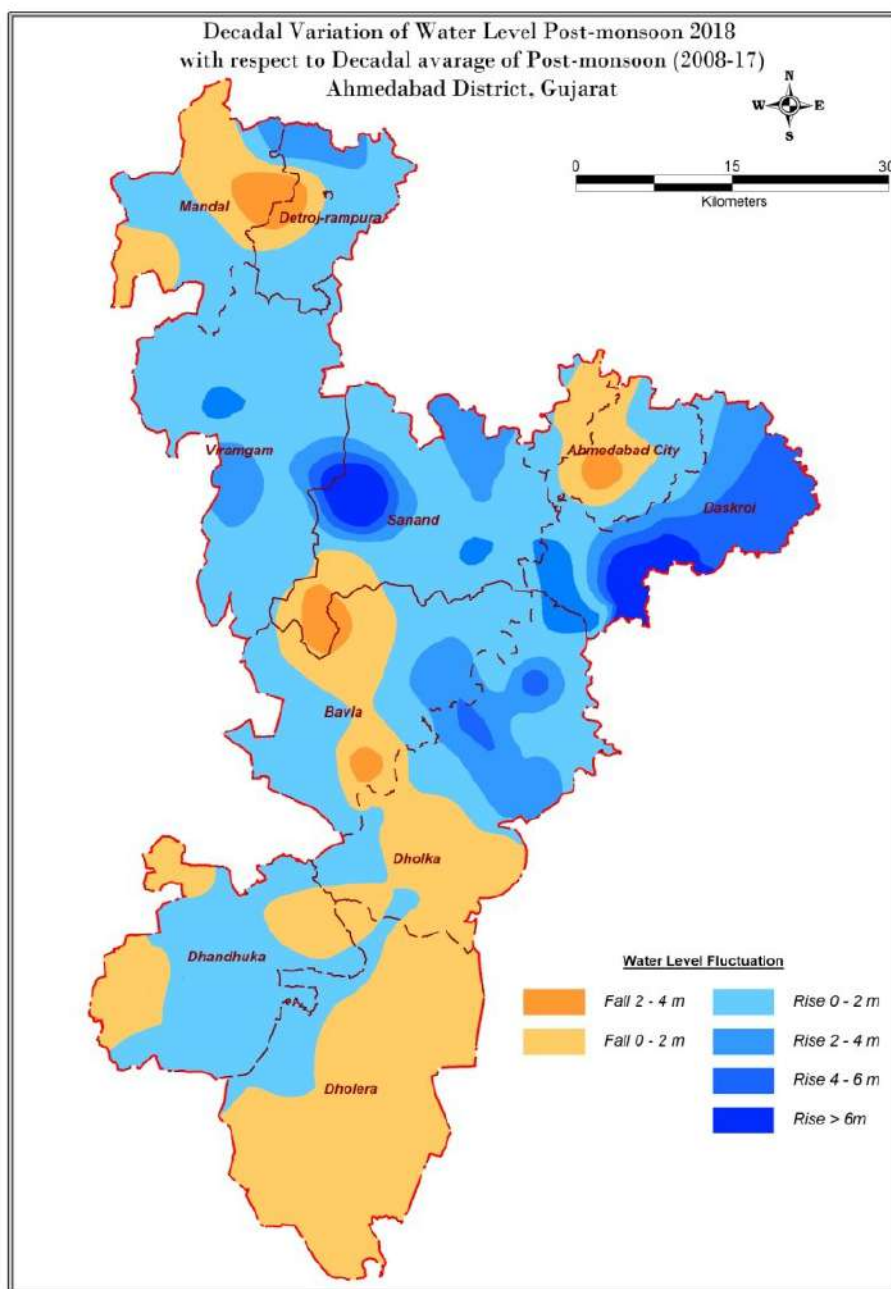 Decadal Variation of Water Level Post-monsoon 2018
with respect to Decadal avarage of Post-monsoon (2008-17)
Ahmedabad District, Gujarat
N
W E
S
0 15 30
Kilometers
Mandal
Detroj-rampura
Viramgam
Ahmedabad City
Sanand
Daskroi
Bavla
Dholka
Dhandhuka
Dholera
Water Level Fluctuation
Fall 2 - 4 m
Rise 0 - 2 m
Fall 0 - 2 m
Rise 2 - 4 m
Rise 4 - 6 m
Rise > 6m